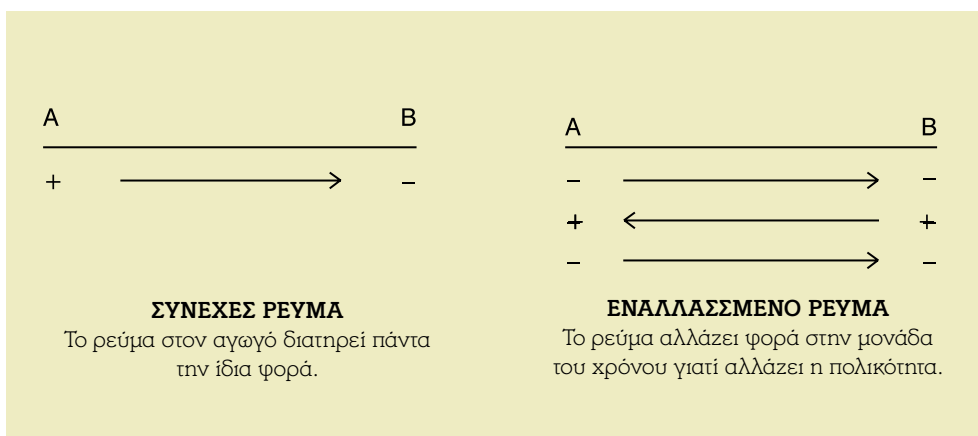 A B
+ –
ΣΥΝΕΧΕΣ ΡΕΥΜΑ
Το ρεύμα στον αγωγό διατηρεί πάντα
την ίδια φορά.
A B
– –
+ +
– –
ΕΝΑΛΛΑΣΣΜΕΝΟ ΡΕΥΜΑ
Το ρεύμα αλλάζει φορά στην μονάδα
του χρόνου γιατί αλλάζει η πολικότητα.